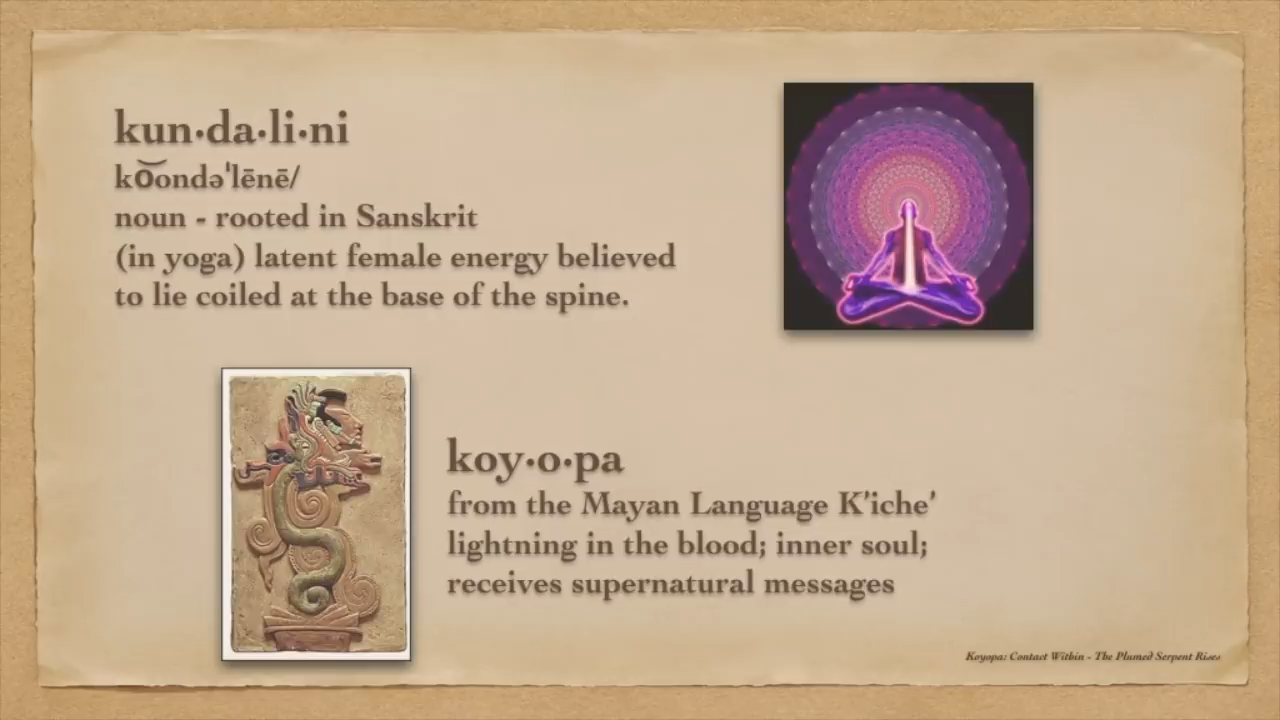 kun·da·li·ni
ko͝ondəˈlēnē/
noun - rooted in Sanskrit
(in yoga) latent female energy believed
to lie coiled at the base of the spine.
koy·o·pa
from the Mayan Language K'iche'
lightning in the blood; inner soul;
receives supernatural messages
Koyopa: Contact Within - The Plumed Serpent Rises